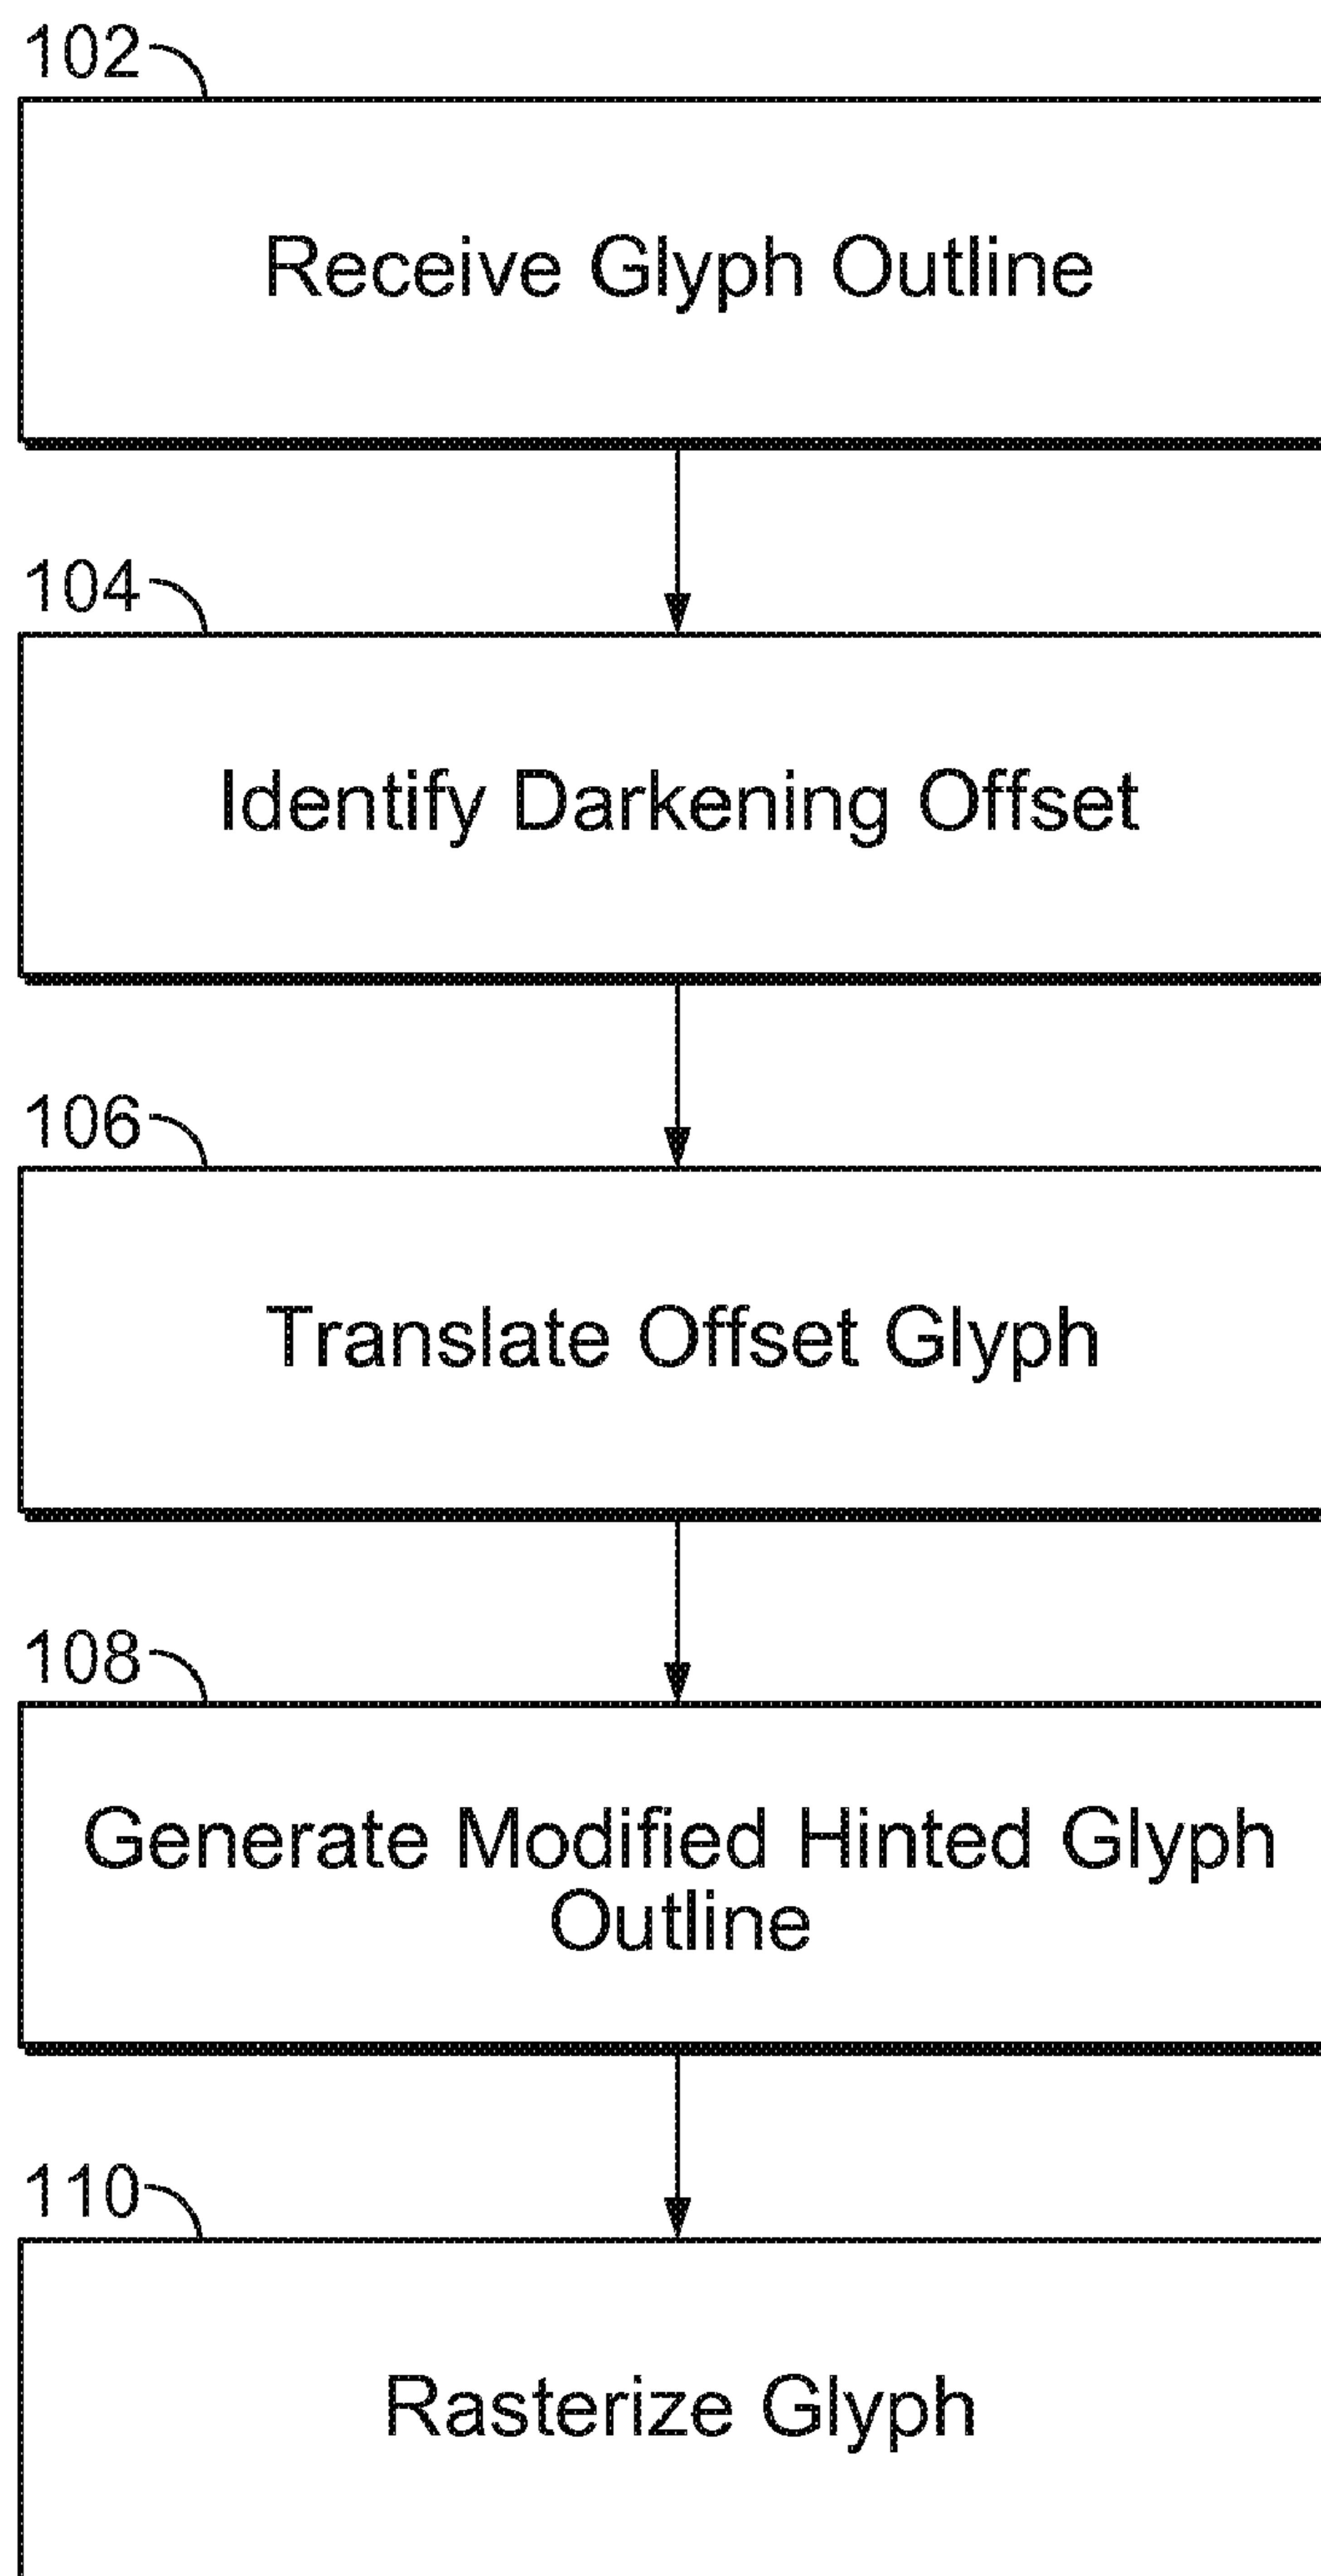 102
Receive Glyph Outline
104
Identify Darkening Offset
106
Translate Offset Glyph
108
Generate Modified Hinted Glyph
Outline
110
Rasterize Glyph